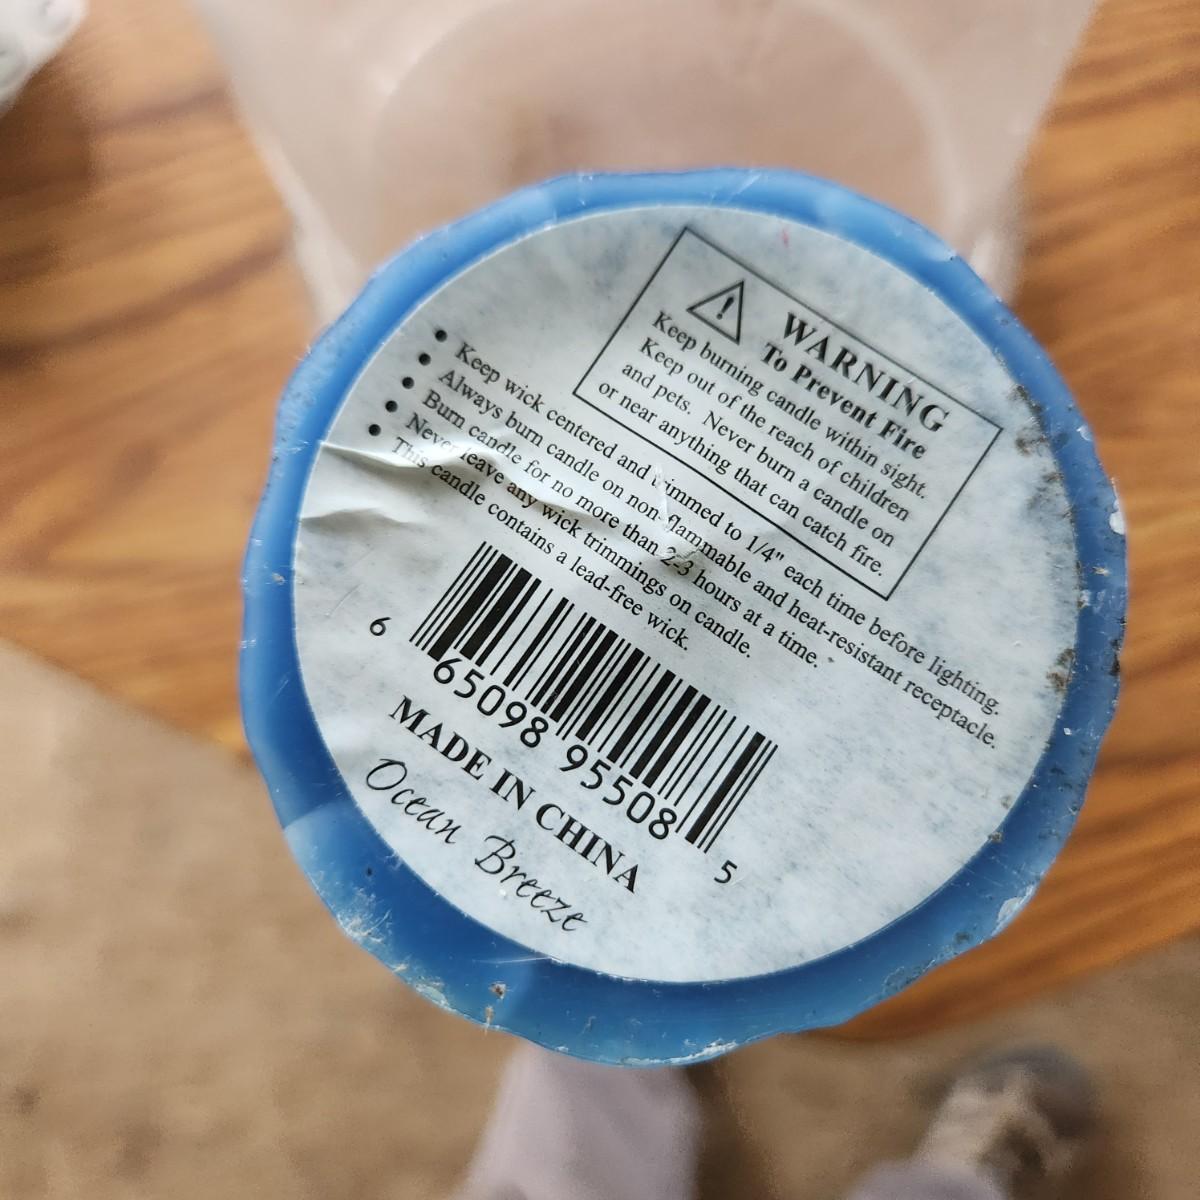 WARNING
To Prevent Fire
Keep burning candle within sight.
Keep out of the reach of children
and pets. Never burn a candle on
or near anything that can catch fire.
• Keep wick centered and trimmed to 1/4" each time before lighting.
• Always burn candle on non-flammable and heat-resistant receptacle.
• Burn candle for no more than 2-3 hours at a time.
• Never leave any wick trimmings on candle.
• This candle contains a lead-free wick.
6 65098 95508 5
MADE IN CHINA
Ocean Breeze